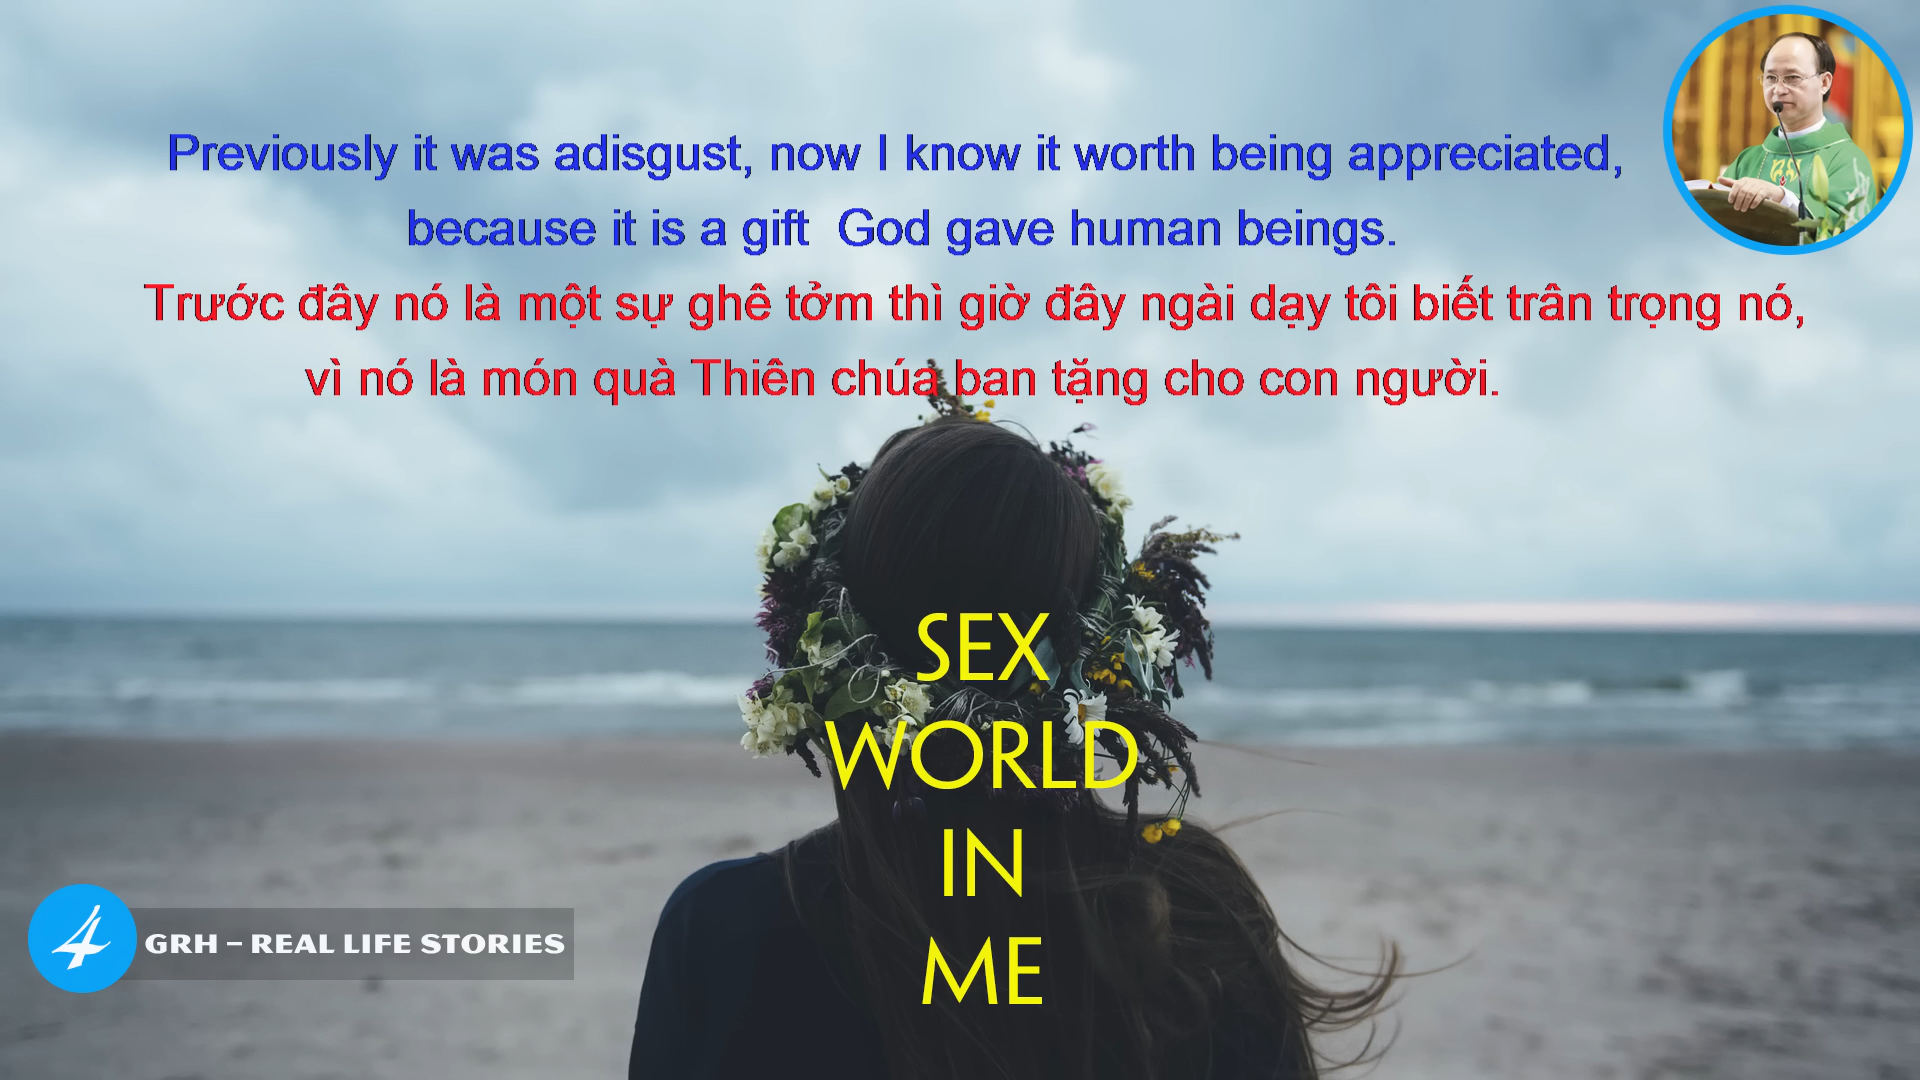 Previously it was adisgust, now I know it worth being appreciated,
because it is a gift God gave human beings.
Trước đây nó là một sự ghê tởm thì giờ đây ngài dạy tôi biết trân trọng nó,
vì nó là món quà Thiên chúa ban tặng cho con người.
SEX
WORLD
IN
ME
4 GRH – REAL LIFE STORIES